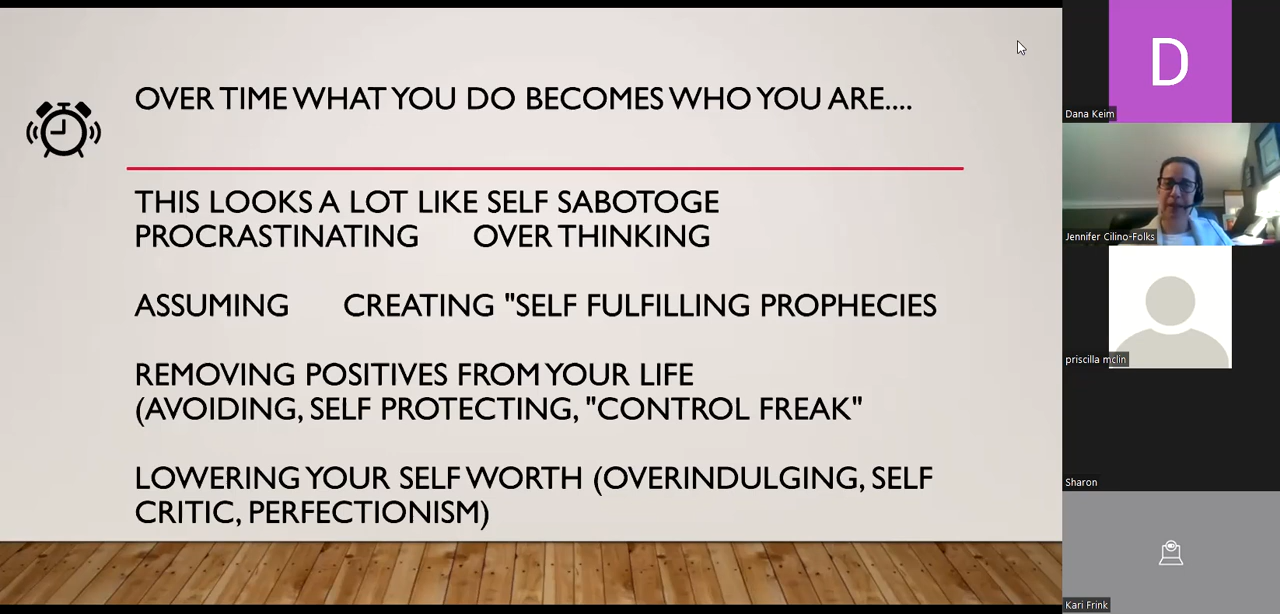 OVER TIME WHAT YOU DO BECOMES WHO YOU ARE....
THIS LOOKS A LOT LIKE SELF SABOTOGE
PROCRASTINATING OVER THINKING
ASSUMING CREATING "SELF FULFILLING PROPHECIES
REMOVING POSITIVES FROM YOUR LIFE
(AVOIDING, SELF PROTECTING, "CONTROL FREAK"
LOWERING YOUR SELF WORTH (OVERINDULGING, SELF
CRITIC, PERFECTIONISM)
D
Dana Keim
Jennifer Cilino-Folks
priscilla mclin
Sharon
Kari Frink